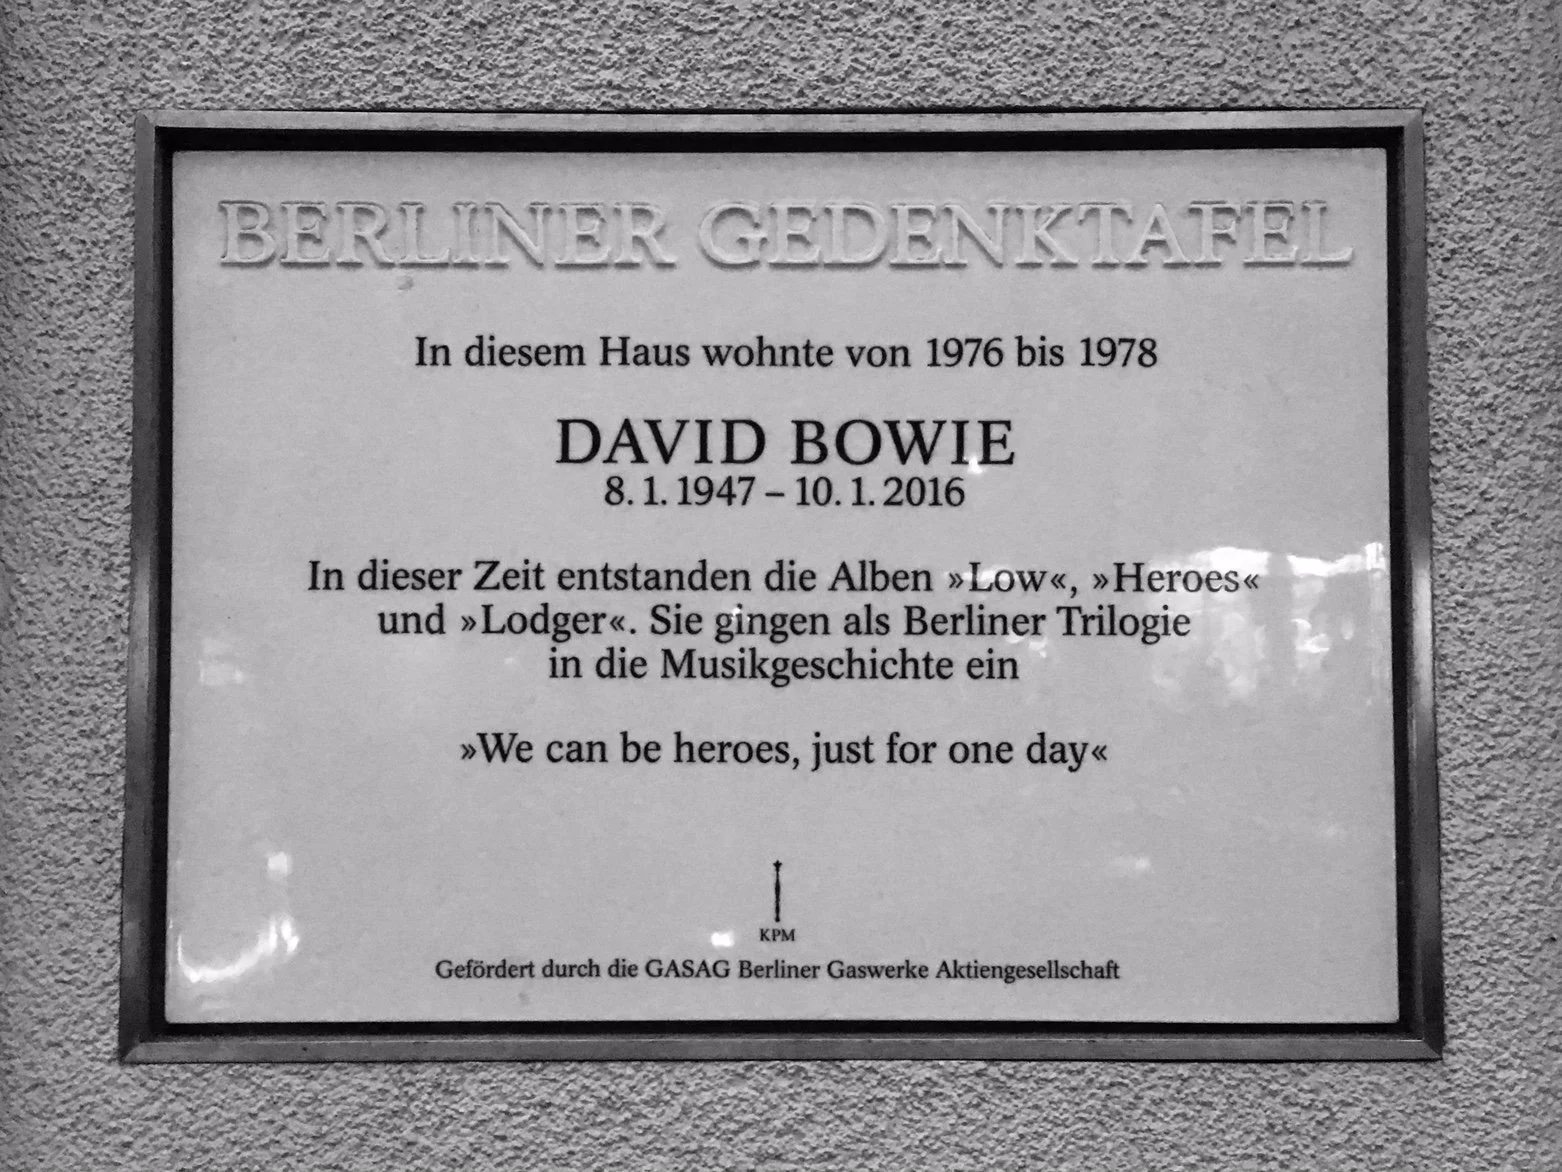 BERLINER GEDENKTAFEL
In diesem Haus wohnte von 1976 bis 1978
DAVID BOWIE
8. 1. 1947 – 10. 1. 2016
In dieser Zeit entstanden die Alben »Low«, »Heroes«
und »Lodger«. Sie gingen als Berliner Trilogie
in die Musikgeschichte ein
»We can be heroes, just for one day«
KPM
Gefördert durch die GASAG Berliner Gaswerke Aktiengesellschaft